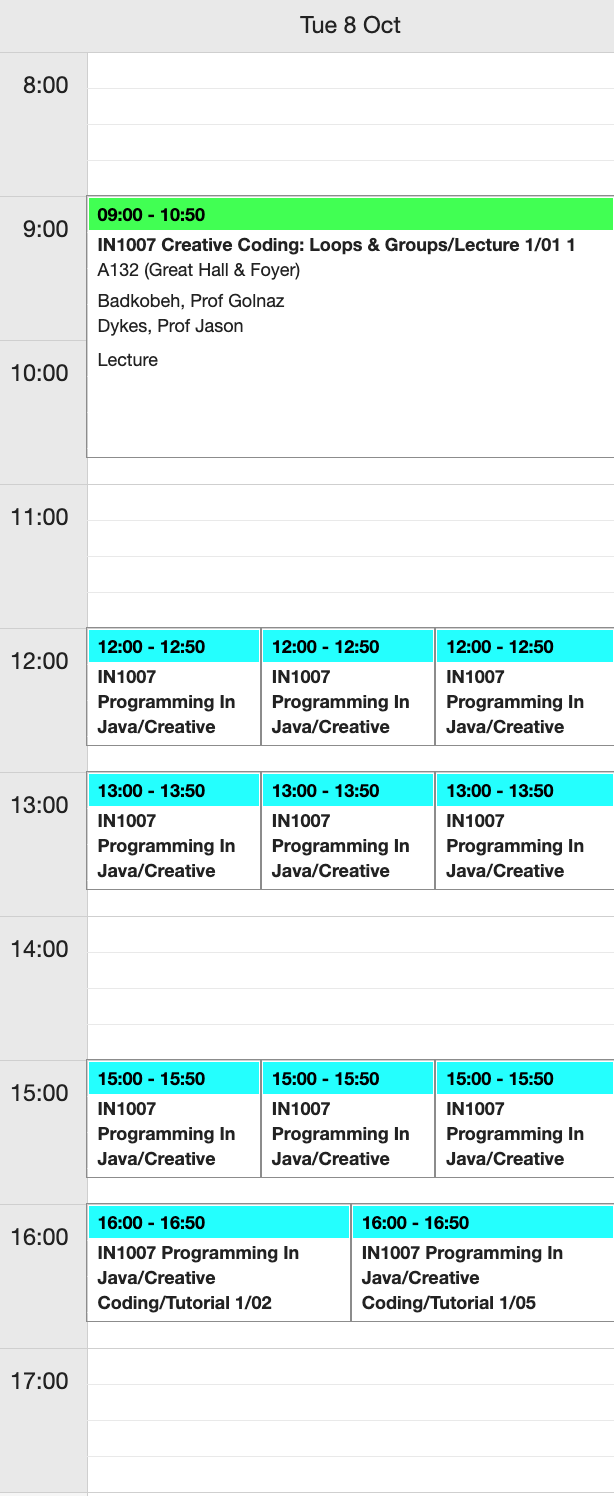 Tue 8 Oct
8:00
9:00
09:00 - 10:50
IN1007 Creative Coding: Loops & Groups/Lecture 1/01 1
A132 (Great Hall & Foyer)
Badkobeh, Prof Golnaz
Dykes, Prof Jason
10:00
Lecture
11:00
12:00
12:00 - 12:50
IN1007
Programming In
Java/Creative
12:00 - 12:50
IN1007
Programming In
Java/Creative
12:00 - 12:50
IN1007
Programming In
Java/Creative
13:00
13:00 - 13:50
IN1007
Programming In
Java/Creative
13:00 - 13:50
IN1007
Programming In
Java/Creative
13:00 - 13:50
IN1007
Programming In
Java/Creative
14:00
15:00
15:00 - 15:50
IN1007
Programming In
Java/Creative
15:00 - 15:50
IN1007
Programming In
Java/Creative
15:00 - 15:50
IN1007
Programming In
Java/Creative
16:00
16:00 - 16:50
IN1007 Programming In
Java/Creative
Coding/Tutorial 1/02
16:00 - 16:50
IN1007 Programming In
Java/Creative
Coding/Tutorial 1/05
17:00